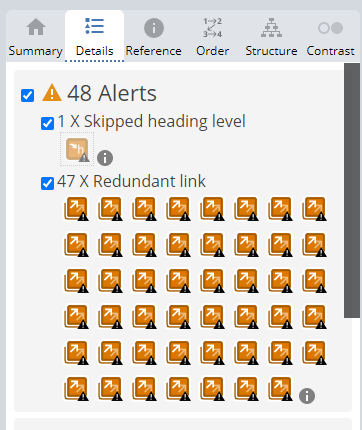 Summary Details Reference Order Structure Contrast
48 Alerts
1 X Skipped heading level
47 X Redundant link